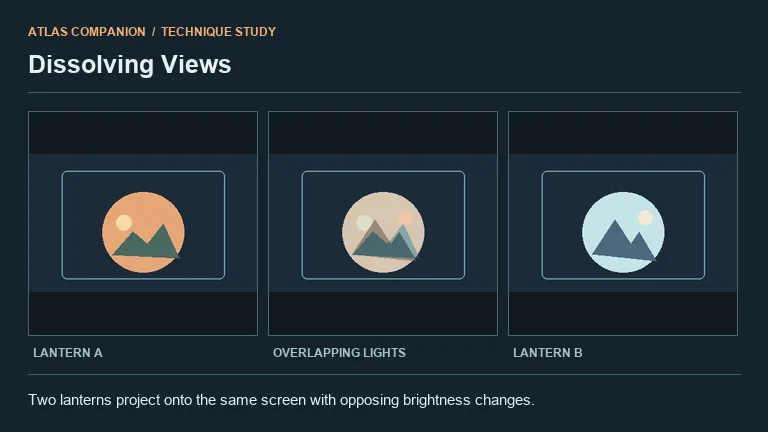 ATLAS COMPANION / TECHNIQUE STUDY
Dissolving Views
LANTERN A
OVERLAPPING LIGHTS
LANTERN B
Two lanterns project onto the same screen with opposing brightness changes.